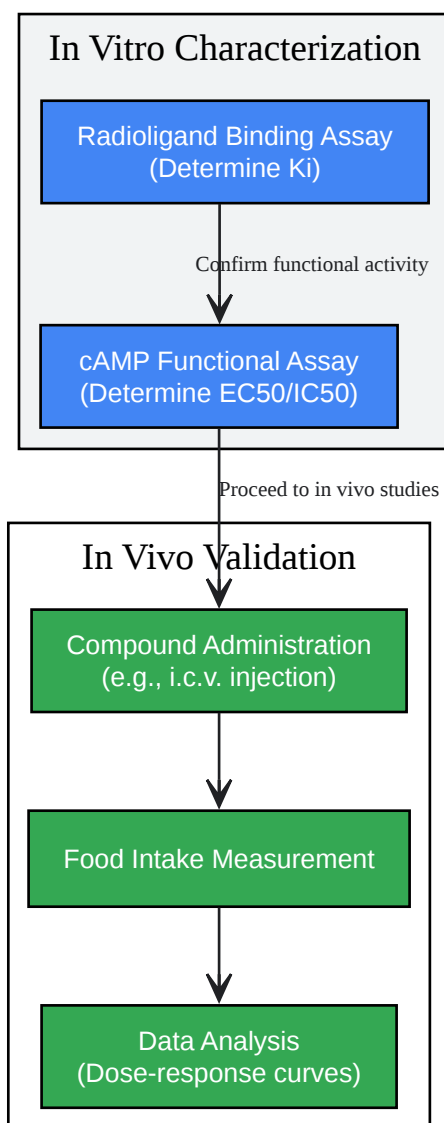 In Vitro Characterization
Radioligand Binding Assay
(Determine Ki)
Confirm functional activity
cAMP Functional Assay
(Determine EC50/IC50)
Proceed to in vivo studies
In Vivo Validation
Compound Administration
(e.g., i.c.v. injection)
Food Intake Measurement
Data Analysis
(Dose-response curves)